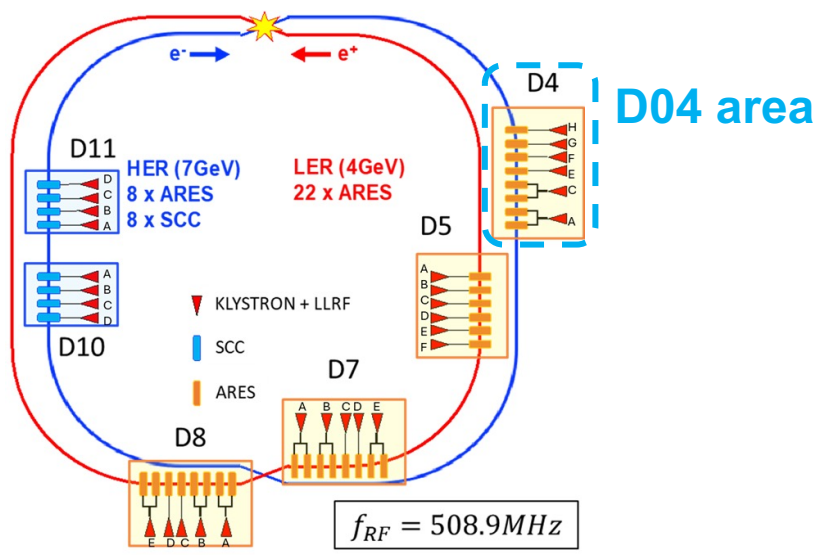 e-
e+
D4
D04 area
H
G
F
E
C
A
D11
D
C
B
A
HER (7GeV)
8 x ARES
8 x SCC
LER (4GeV)
22 x ARES
D5
A
B
C
D
E
F
A
B
C
D
D10
KLYSTRON + LLRF
SCC
ARES
D7
A B C D E
D8
E D C B A
f_RF = 508.9MHz